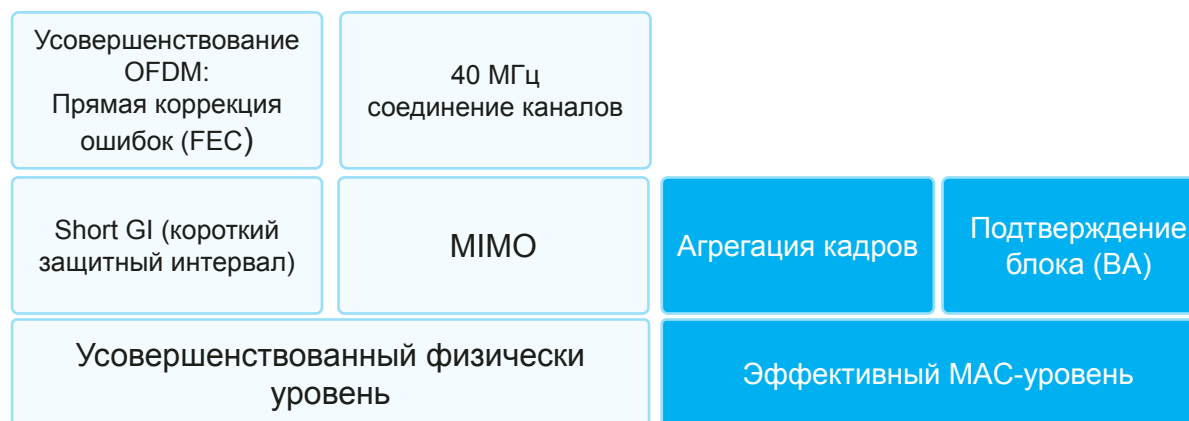 Усовершенствование
OFDM:
Прямая коррекция
ошибок (FEC)
40 МГц
соединение каналов
Short GI (короткий
защитный интервал)
MIMO
Агрегация кадров
Подтверждение
блока (BA)
Усовершенствованный физически
уровень
Эффективный MAC-уровень